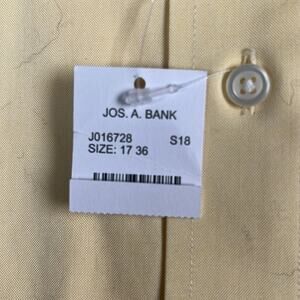 JOS. A. BANK
J016728 S18
SIZE: 17 36